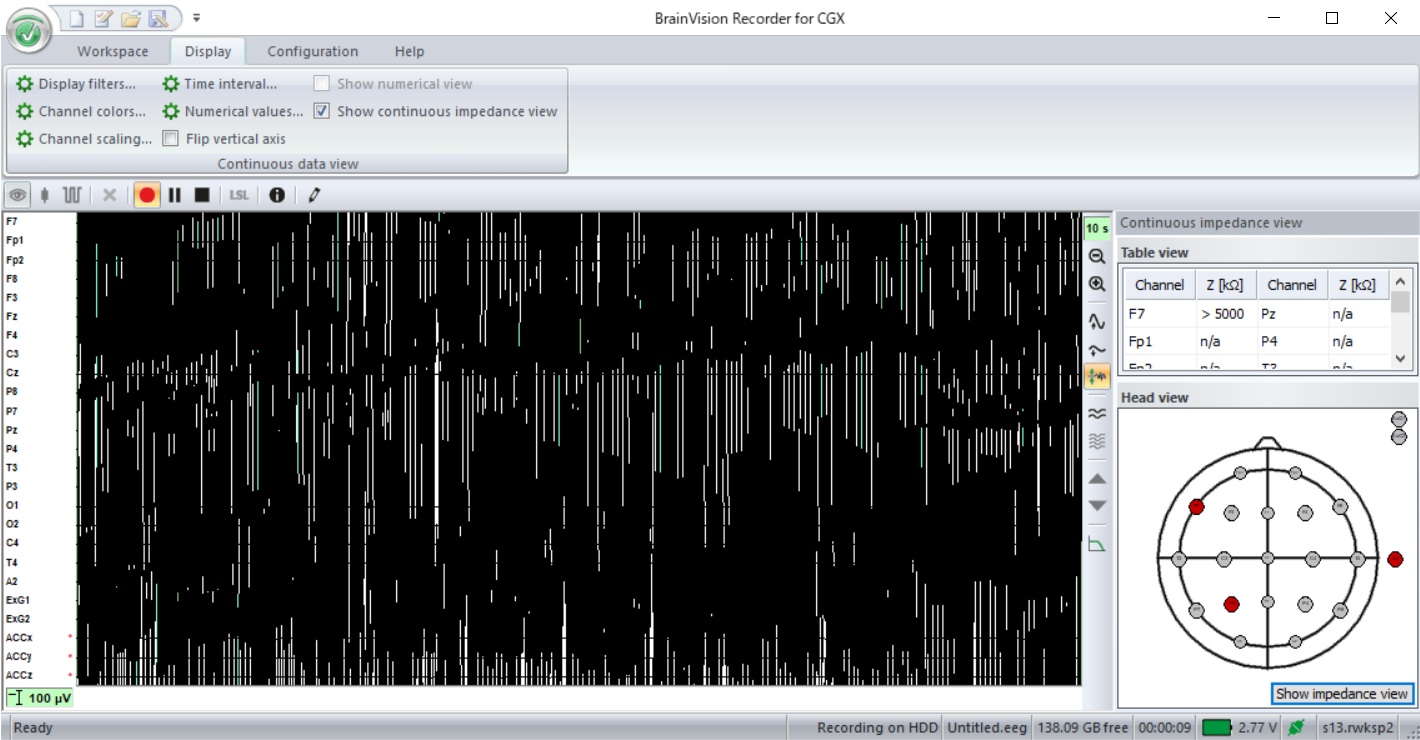 BrainVision Recorder for CGX
Workspace Display Configuration Help
Display filters... Time interval... Show numerical view
Channel colors... Numerical values... Show continuous impedance view
Channel scaling... Flip vertical axis
Continuous data view
LSL
F7
Fp1
Fp2
F8
F3
Fz
F4
C3
Cz
P8
P7
Pz
P4
T3
P3
O1
O2
C4
T4
A2
ExG1
ExG2
ACCx *
ACCy *
ACCz *
100 µV
10 s
Continuous impedance view
Table view
Channel Z [kΩ] Channel Z [kΩ]
F7 > 5000 Pz n/a
Fp1 n/a P4 n/a
Fp2 n/a T3 n/a
Head view
Show impedance view
Ready Recording on HDD Untitled.eeg 138.09 GB free 00:00:09 2.77 V s13.rwksp2